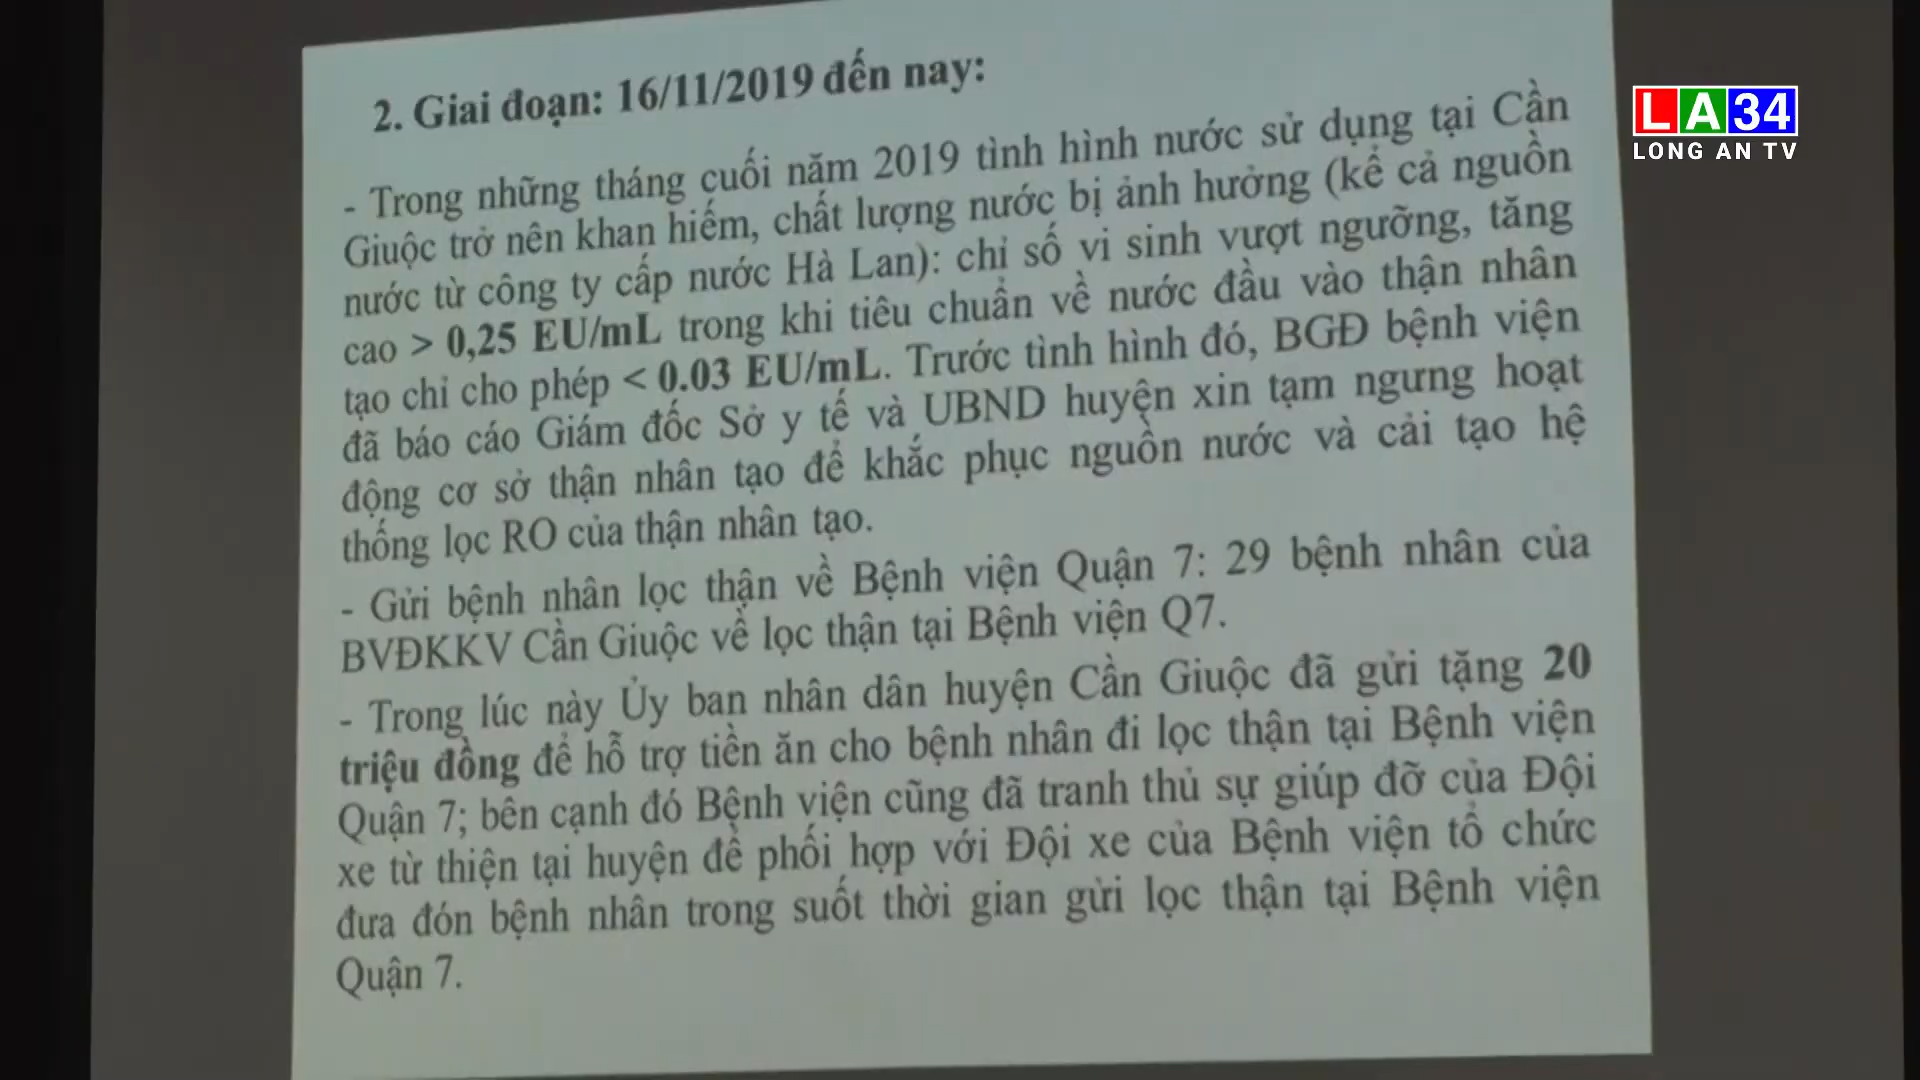 2. Giai đoạn: 16/11/2019 đến nay:
- Trong những tháng cuối năm 2019 tình hình nước sử dụng tại Cần
Giuộc trở nên khan hiếm, chất lượng nước bị ảnh hưởng (kể cả nguồn
nước từ công ty cấp nước Hà Lan): chỉ số vi sinh vượt ngưỡng, tăng
cao > 0,25 EU/mL trong khi tiêu chuẩn về nước đầu vào thận nhân
tạo chỉ cho phép < 0.03 EU/mL. Trước tình hình đó, BGĐ bệnh viện
đã báo cáo Giám đốc Sở y tế và UBND huyện xin tạm ngưng hoạt
động cơ sở thận nhân tạo để khắc phục nguồn nước và cải tạo hệ
thống lọc RO của thận nhân tạo.
- Gửi bệnh nhân lọc thận về Bệnh viện Quận 7: 29 bệnh nhân của
BVĐKKV Cần Giuộc về lọc thận tại Bệnh viện Q7.
- Trong lúc này Ủy ban nhân dân huyện Cần Giuộc đã gửi tặng 20
triệu đồng để hỗ trợ tiền ăn cho bệnh nhân đi lọc thận tại Bệnh viện
Quận 7; bên cạnh đó Bệnh viện cũng đã tranh thủ sự giúp đỡ của Đội
xe từ thiện tại huyện để phối hợp với Đội xe của Bệnh viện tổ chức
đưa đón bệnh nhân trong suốt thời gian gửi lọc thận tại Bệnh viện
Quận 7.
LA34
LONG AN TV